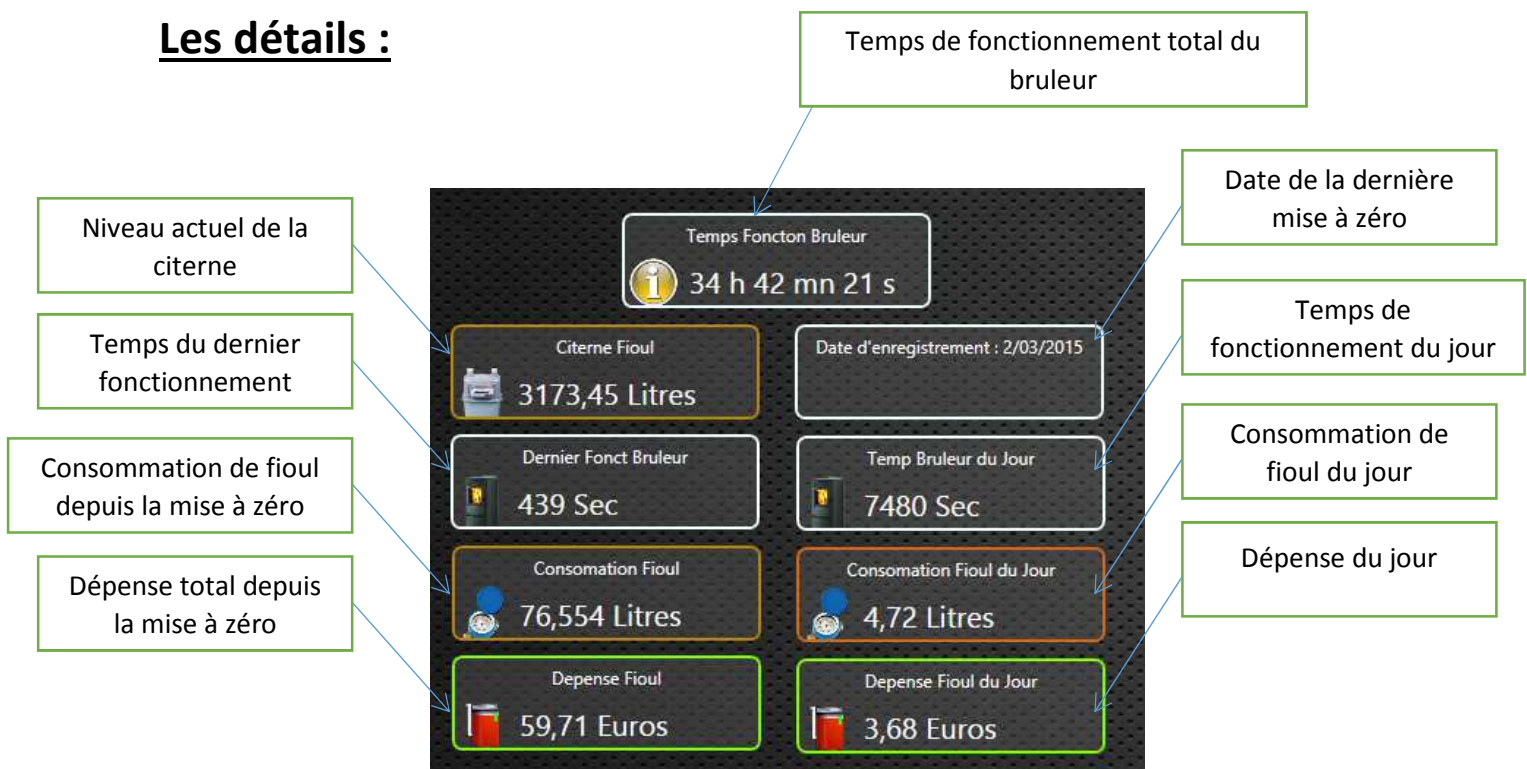 Les détails :
Temps de fonctionnement total du
bruleur
Niveau actuel de la
citerne
Temps du dernier
fonctionnement
Consommation de fioul
depuis la mise à zéro
Dépense total depuis
la mise à zéro
Temps Foncton Bruleur
34 h 42 mn 21 s
Citerne Fioul
3173,45 Litres
Date d'enregistrement : 2/03/2015
Dernier Fonct Bruleur
439 Sec
Temp Bruleur du Jour
7480 Sec
Consomation Fioul
76,554 Litres
Consomation Fioul du Jour
4,72 Litres
Depense Fioul
59,71 Euros
Depense Fioul du Jour
3,68 Euros
Date de la dernière
mise à zéro
Temps de
fonctionnement du jour
Consommation de
fioul du jour
Dépense du jour